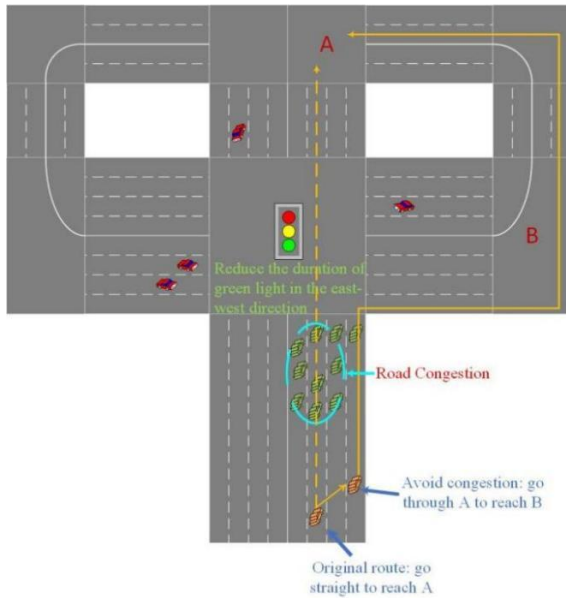 A
B
Reduce the duration of
green light in the east-
west direction
Road Congestion
Avoid congestion: go
through A to reach B
Original route: go
straight to reach A